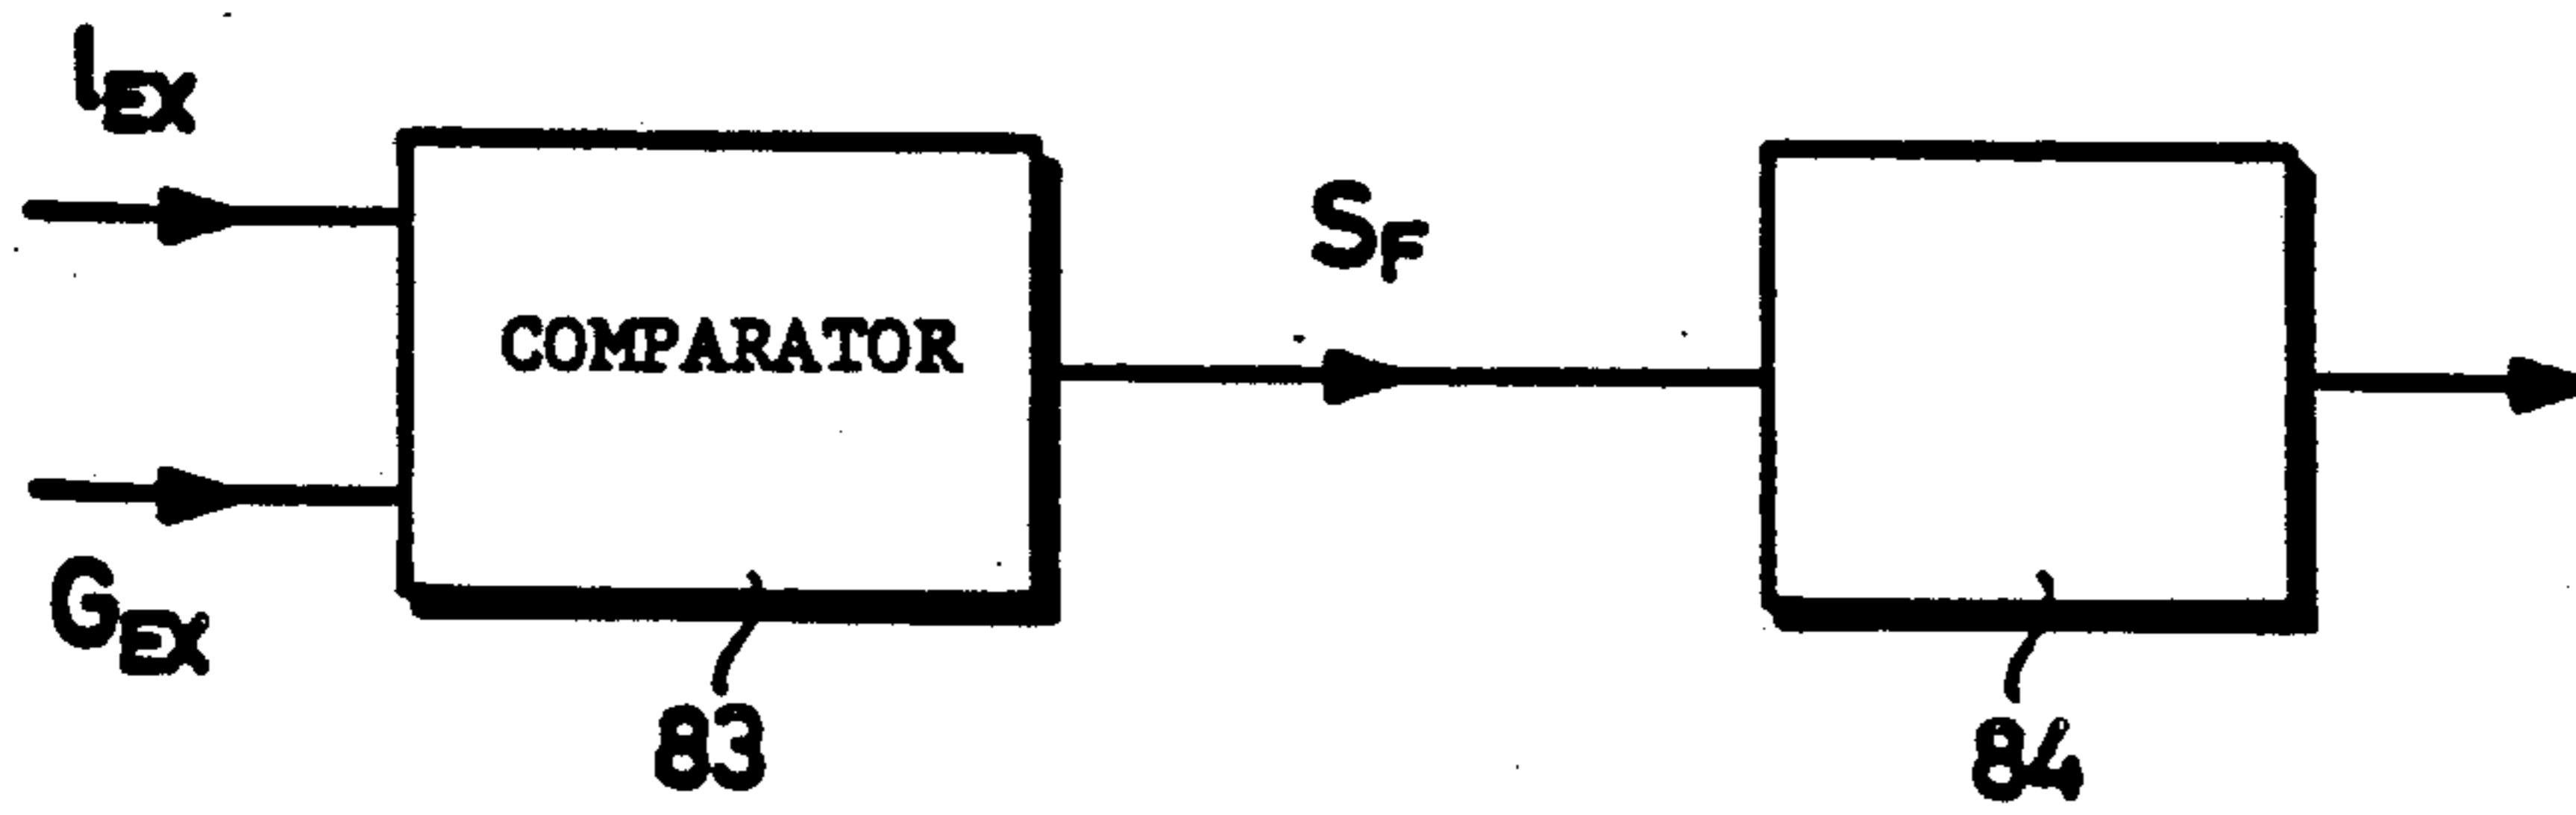 I_EX
COMPARATOR
S_F
G_EX
83
84